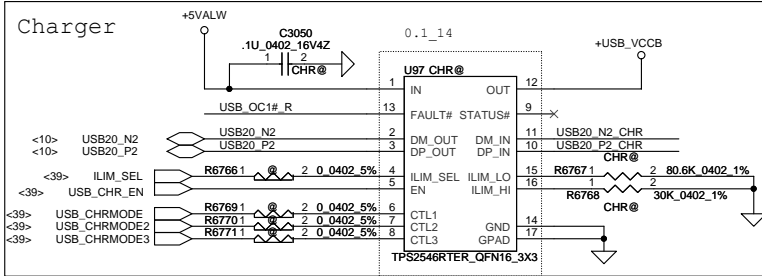 Charger
+5VALW
C3050
.1U_0402_16V4Z
1 2
CHR@
0.1_14
+USB_VCCB
U97 CHR@
1 IN OUT 12
USB_OC1#_R 13 FAULT# STATUS# 9
<10> USB20_N2 USB20_N2 2 DM_OUT DM_IN 11 USB20_N2_CHR
<10> USB20_P2 USB20_P2 3 DP_OUT DP_IN 10 USB20_P2_CHR
CHR@
<39> ILIM_SEL R6766 1 @ 2 0_0402_5% 4 ILIM_SEL ILIM_LO 15 R6767 1 2 80.6K_0402_1%
<39> USB_CHR_EN 5 EN ILIM_HI 16 R6768 1 2 30K_0402_1%
CHR@
<39> USB_CHRMODE R6769 1 @ 2 0_0402_5% 6 CTL1
<39> USB_CHRMODE2 R6770 1 @ 2 0_0402_5% 7 CTL2 GND 14
<39> USB_CHRMODE3 R6771 1 @ 2 0_0402_5% 8 CTL3 GPAD 17
TPS2546RTER_QFN16_3X3